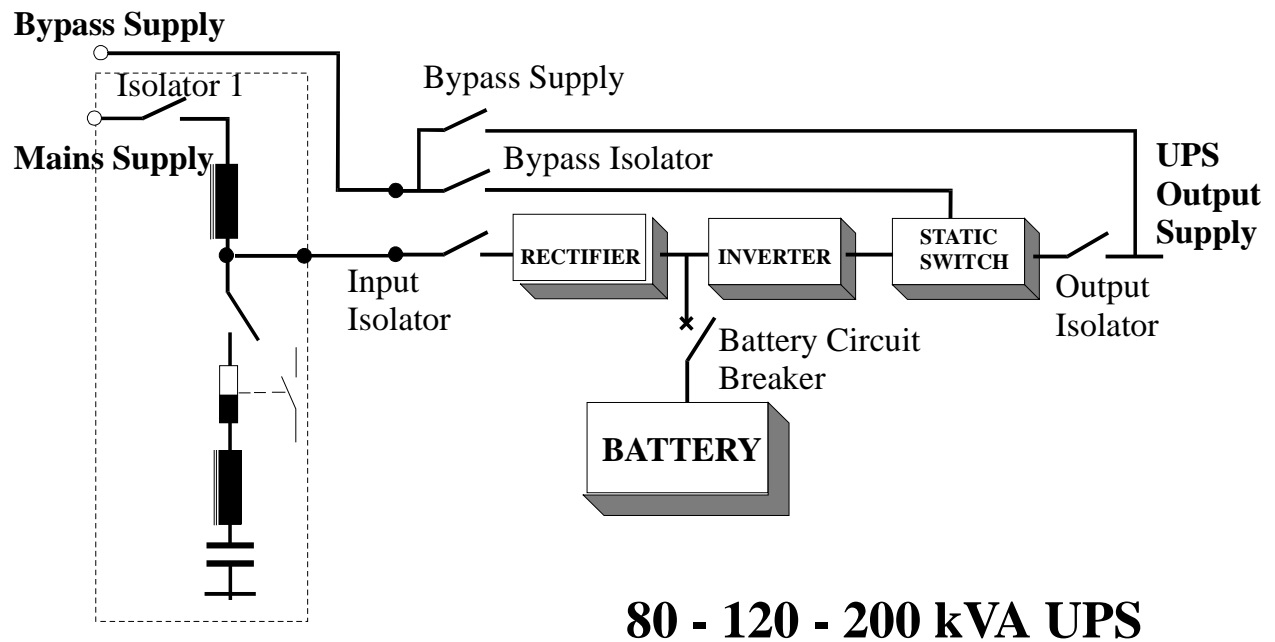 Bypass Supply
Isolator 1
Mains Supply
Bypass Supply
Bypass Isolator
UPS
Output
Supply
RECTIFIER
INVERTER
STATIC
SWITCH
Input
Isolator
Output
Isolator
Battery Circuit
Breaker
BATTERY
80 - 120 - 200 kVA UPS